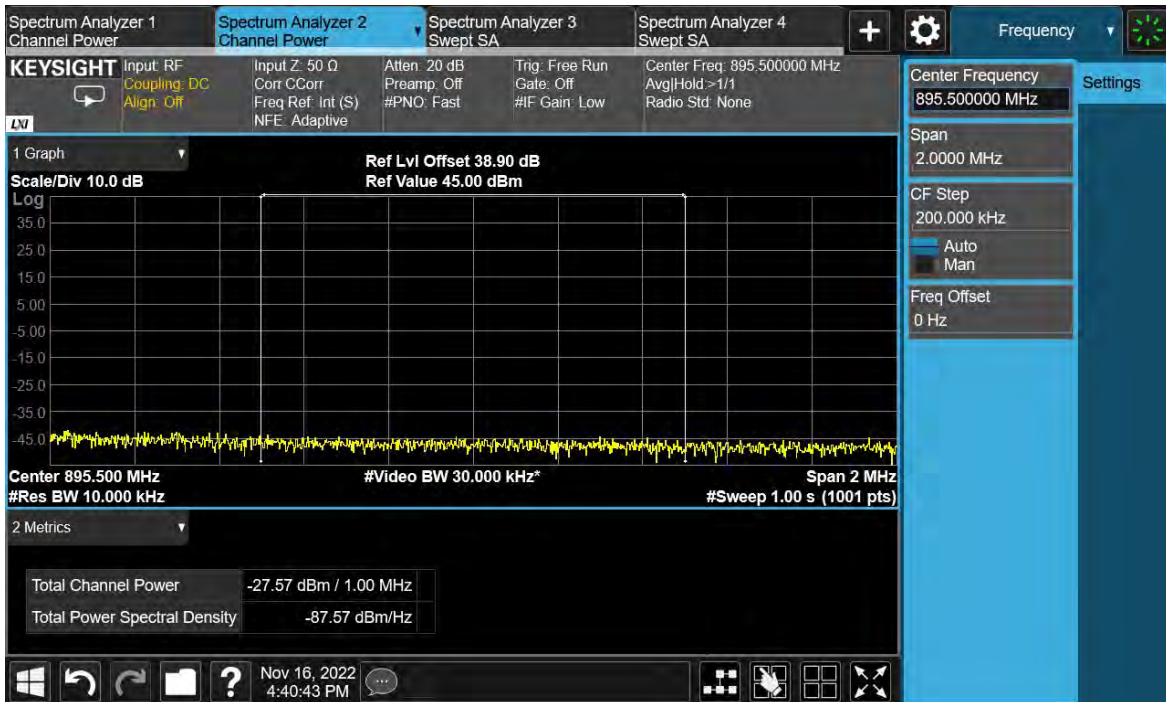 Spectrum Analyzer 1
Channel Power
Spectrum Analyzer 2
Channel Power
Spectrum Analyzer 3
Swept SA
Spectrum Analyzer 4
Swept SA
+
Frequency
KEYSIGHT
LXI
Input: RF
Coupling: DC
Align: Off
Input Z: 50 Ω
Corr CCorr
Freq Ref: Int (S)
NFE: Adaptive
Atten: 20 dB
Preamp: Off
#PNO: Fast
Trig: Free Run
Gate: Off
#IF Gain: Low
Center Freq: 895.500000 MHz
Avg|Hold:>1/1
Radio Std: None
Center Frequency
895.500000 MHz
Settings
Span
2.0000 MHz
CF Step
200.000 kHz
Auto
Man
Freq Offset
0 Hz
1 Graph
Scale/Div 10.0 dB
Ref Lvl Offset 38.90 dB
Ref Value 45.00 dBm
Log
35.0
25.0
15.0
5.00
-5.00
-15.0
-25.0
-35.0
-45.0
Center 895.500 MHz
#Video BW 30.000 kHz*
Span 2 MHz
#Res BW 10.000 kHz
#Sweep 1.00 s (1001 pts)
2 Metrics
Total Channel Power
-27.57 dBm / 1.00 MHz
Total Power Spectral Density
-87.57 dBm/Hz
?
Nov 16, 2022
4:40:43 PM